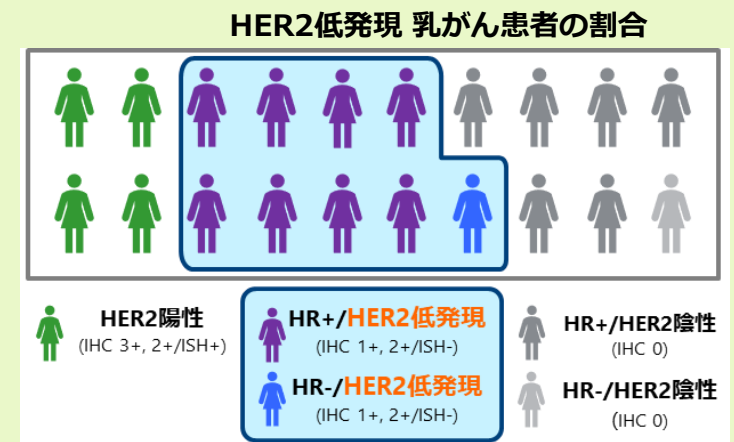 HER2低発現 乳がん患者の割合
HER2陽性
(IHC 3+, 2+/ISH+)
HR+/HER2低発現
(IHC 1+, 2+/ISH-)
HR-/HER2低発現
(IHC 1+, 2+/ISH-)
HR+/HER2陰性
(IHC 0)
HR-/HER2陰性
(IHC 0)